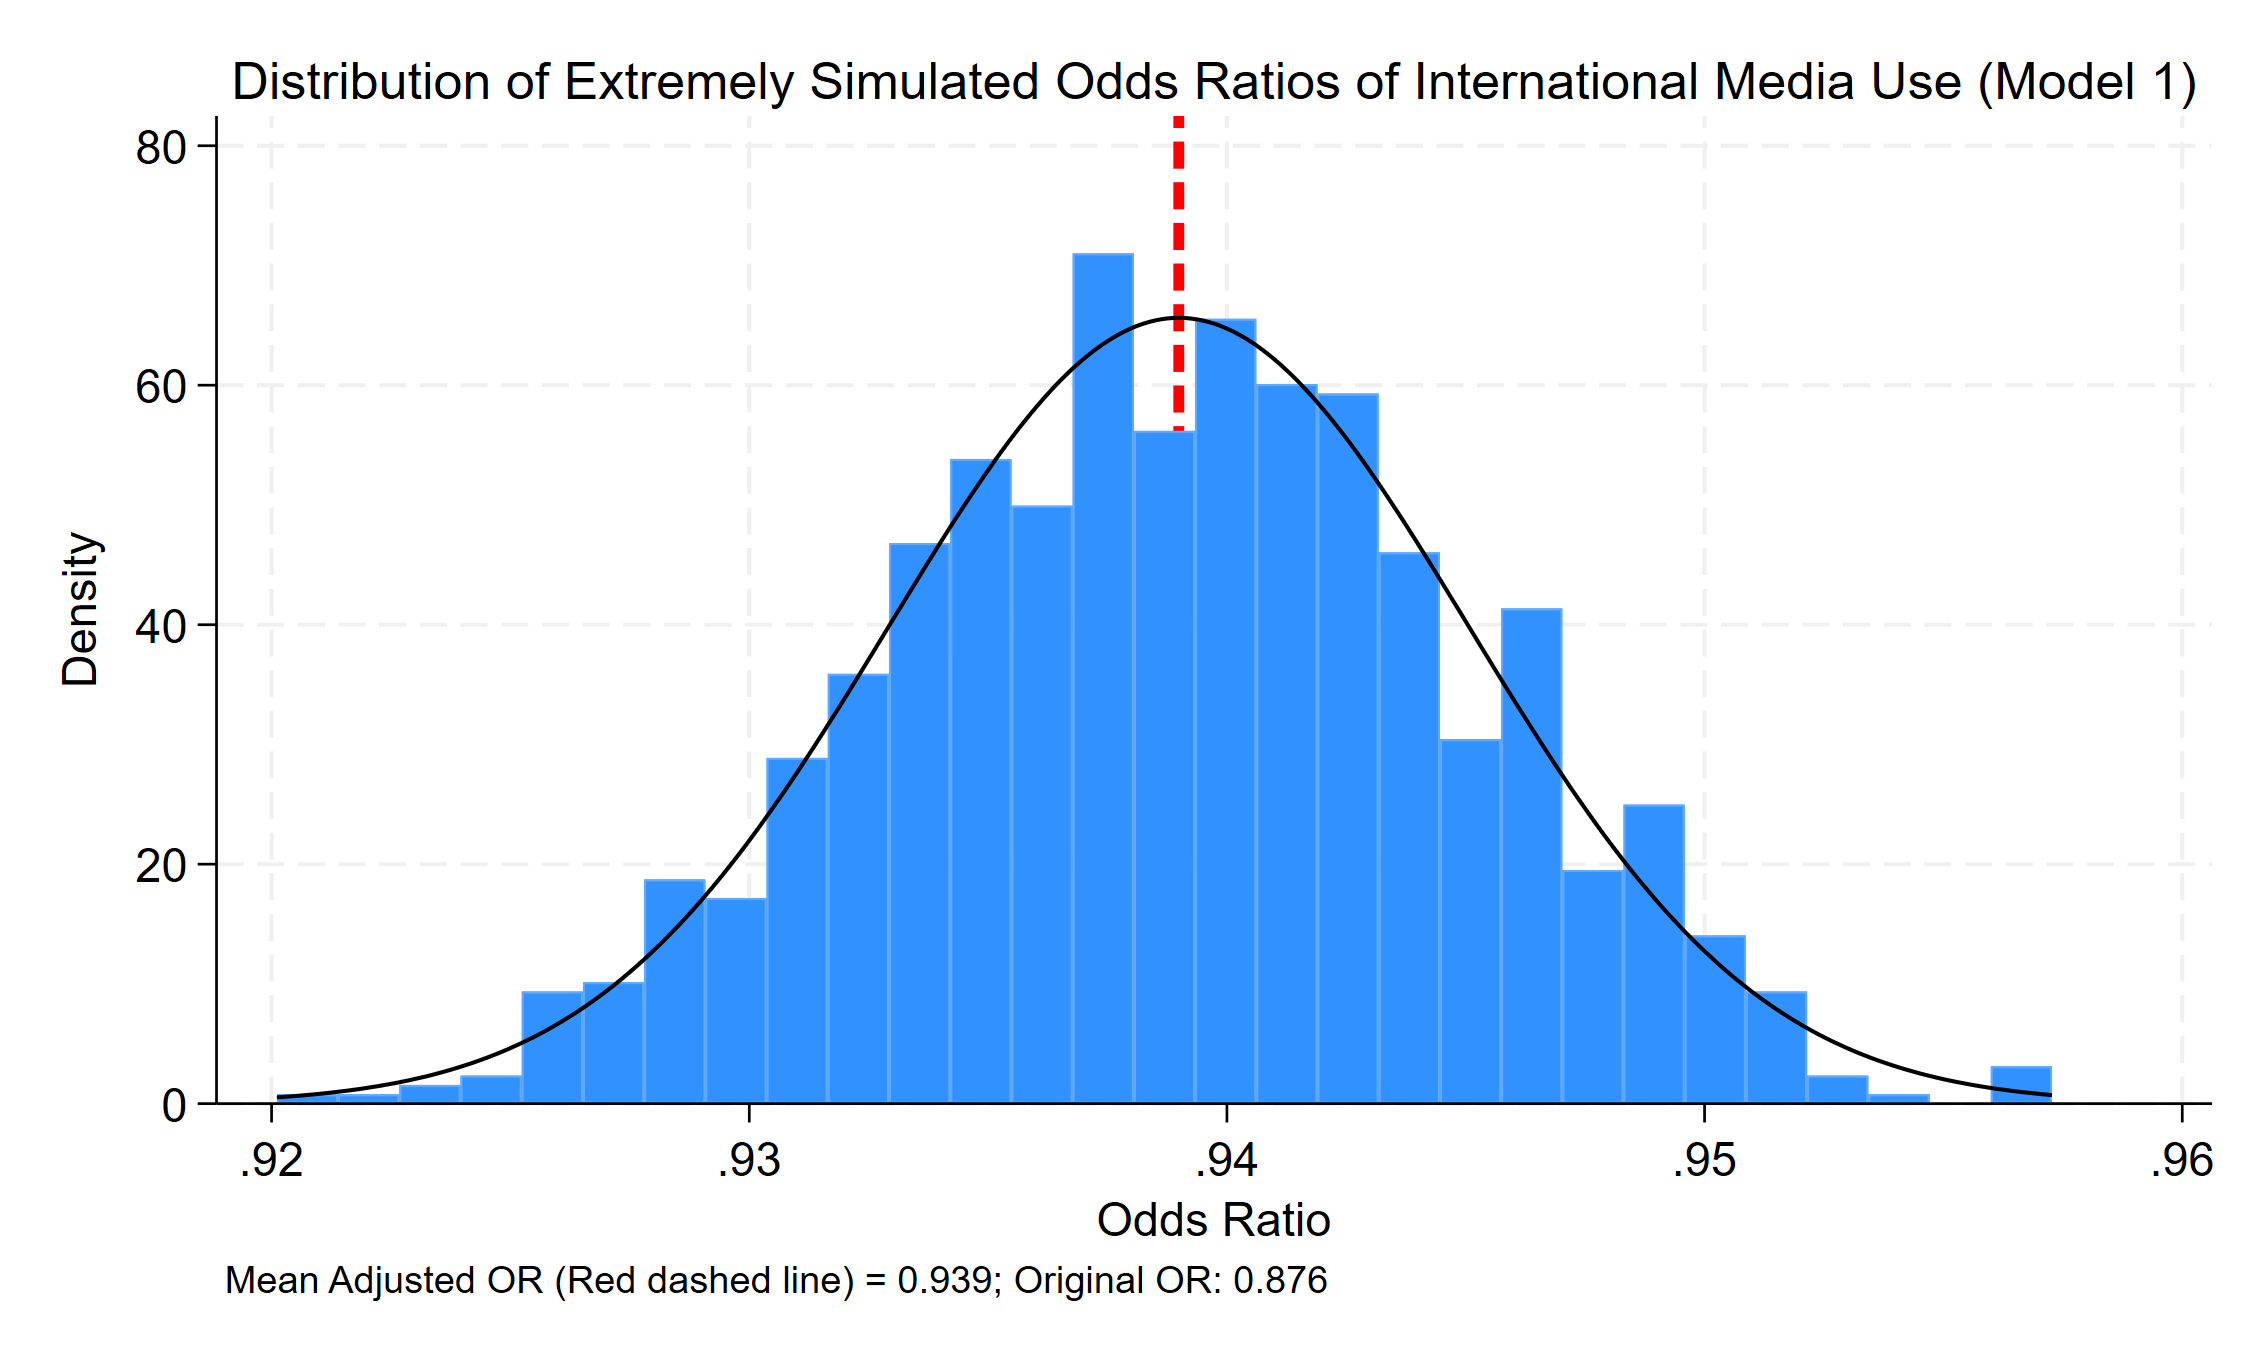 Distribution of Extremely Simulated Odds Ratios of International Media Use (Model 1)
80
60
40
20
0
Density
.92 .93 .94 .95 .96
Odds Ratio
Mean Adjusted OR (Red dashed line) = 0.939; Original OR: 0.876